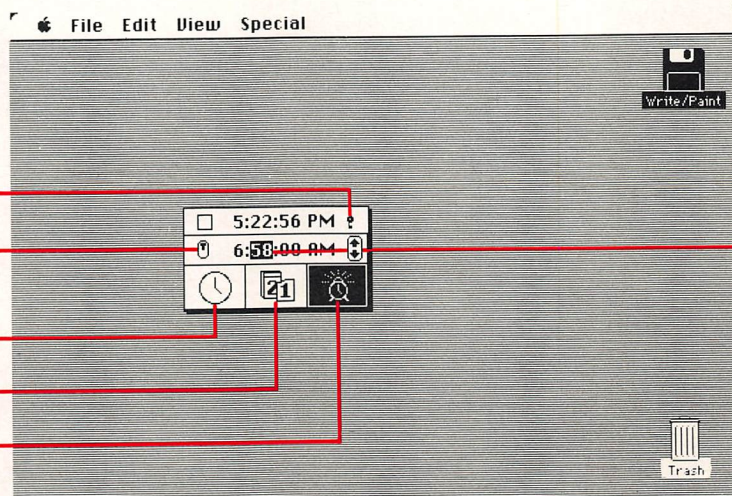 File Edit View Special
Write/Paint
5:22:56 PM
6:58:00 AM
21
Trash